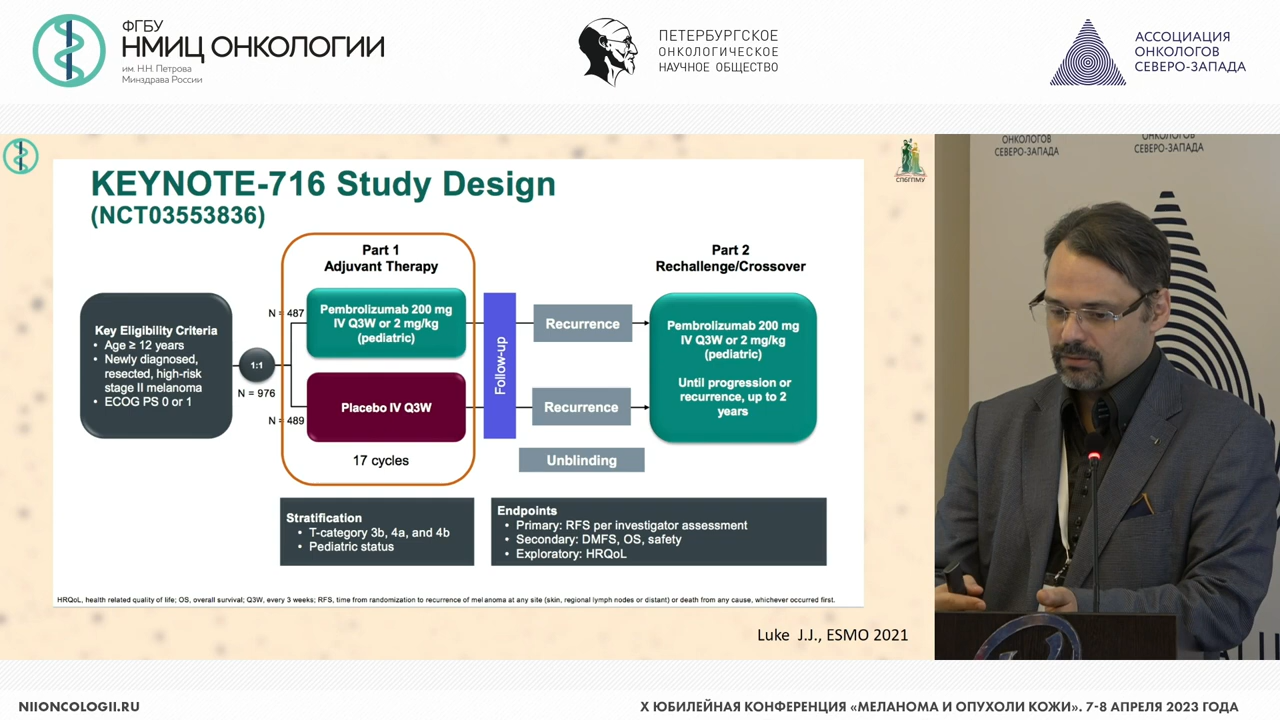 ФГБУ
НМИЦ ОНКОЛОГИИ
им. Н.Н. Петрова
Минздрава России
ПЕТЕРБУРГСКОЕ
ОНКОЛОГИЧЕСКОЕ
НАУЧНОЕ ОБЩЕСТВО
АССОЦИАЦИЯ
ОНКОЛОГОВ
СЕВЕРО-ЗАПАДА
KEYNOTE-716 Study Design
(NCT03553836)
СПбГПМУ
Part 1
Adjuvant Therapy
Part 2
Rechallenge/Crossover
Key Eligibility Criteria
• Age ≥ 12 years
• Newly diagnosed,
resected, high-risk
stage II melanoma
• ECOG PS 0 or 1
1:1
N = 976
N = 487
N = 489
Pembrolizumab 200 mg
IV Q3W or 2 mg/kg
(pediatric)
Placebo IV Q3W
17 cycles
Follow-up
Recurrence
Recurrence
Unblinding
Pembrolizumab 200 mg
IV Q3W or 2 mg/kg
(pediatric)
Until progression or
recurrence, up to 2
years
Stratification
• T-category 3b, 4a, and 4b
• Pediatric status
Endpoints
• Primary: RFS per investigator assessment
• Secondary: DMFS, OS, safety
• Exploratory: HRQoL
HRQoL, health related quality of life; OS, overall survival; Q3W, every 3 weeks; RFS, time from randomization to recurrence of melanoma at any site (skin, regional lymph nodes or distant) or death from any cause, whichever occurred first.
Luke J.J., ESMO 2021
ОНКОЛОГОВ
СЕВЕРО-ЗАПАДА
ОНКОЛОГОВ
СЕВЕРО-ЗАПАДА
NIIONCOLOGII.RU
X ЮБИЛЕЙНАЯ КОНФЕРЕНЦИЯ «МЕЛАНОМА И ОПУХОЛИ КОЖИ». 7-8 АПРЕЛЯ 2023 ГОДА